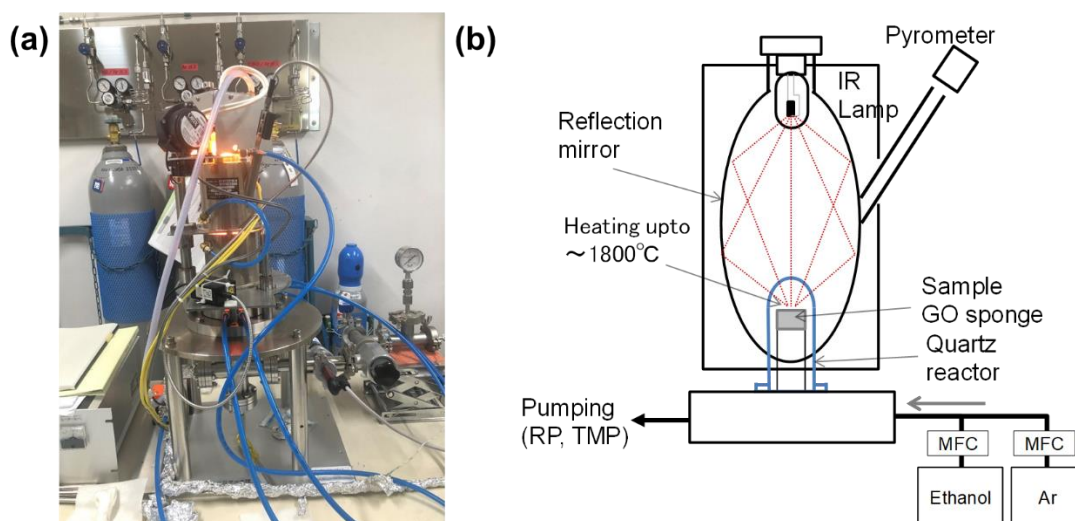 (a)
(b)
Pyrometer
IR
Lamp
Reflection
mirror
Heating upto
~1800℃
Sample
GO sponge
Quartz
reactor
Pumping
(RP, TMP)
MFC
MFC
Ethanol
Ar